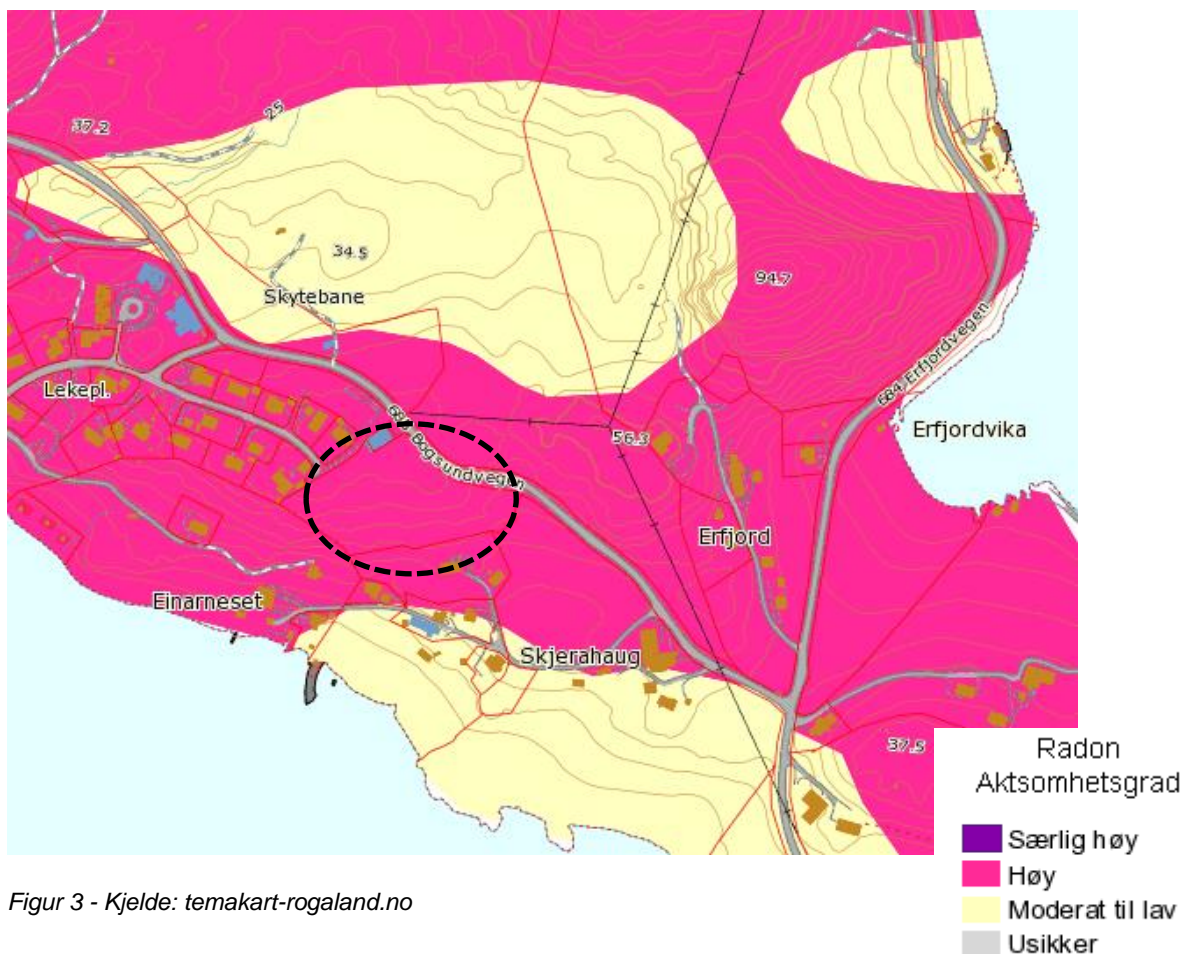 37.2
25
34.5
Skytebane
94.7
Lekepl.
684 Erfjordvegen
Erfjordvika
56.3
Bogsundvegen
Erfjord
Einarneset
Skjerahaug
37.5
Radon
Aktsomhetsgrad
Særlig høy
Høy
Moderat til lav
Usikker
Figur 3 - Kjelde: temakart-rogaland.no